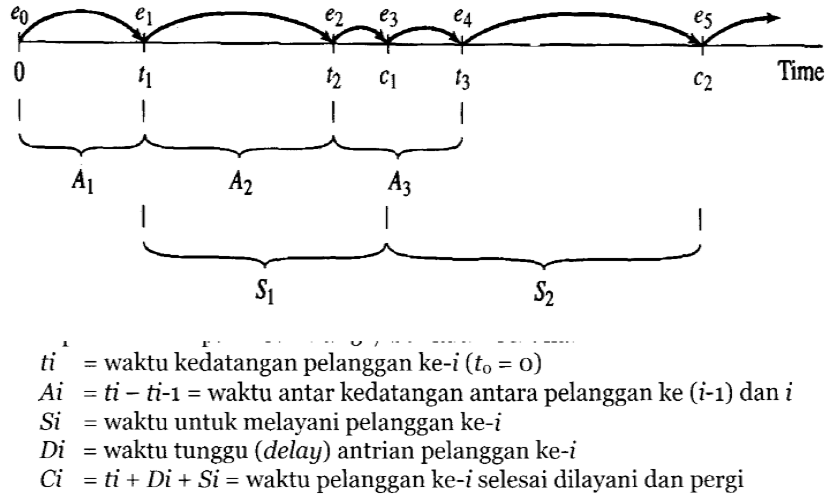 e0 e1 e2 e3 e4 e5
0 t1 t2 c1 t3 c2 Time
A1 A2 A3
S1 S2
ti = waktu kedatangan pelanggan ke-i (t0 = 0)
Ai = ti – ti-1 = waktu antar kedatangan antara pelanggan ke (i-1) dan i
Si = waktu untuk melayani pelanggan ke-i
Di = waktu tunggu (delay) antrian pelanggan ke-i
Ci = ti + Di + Si = waktu pelanggan ke-i selesai dilayani dan pergi